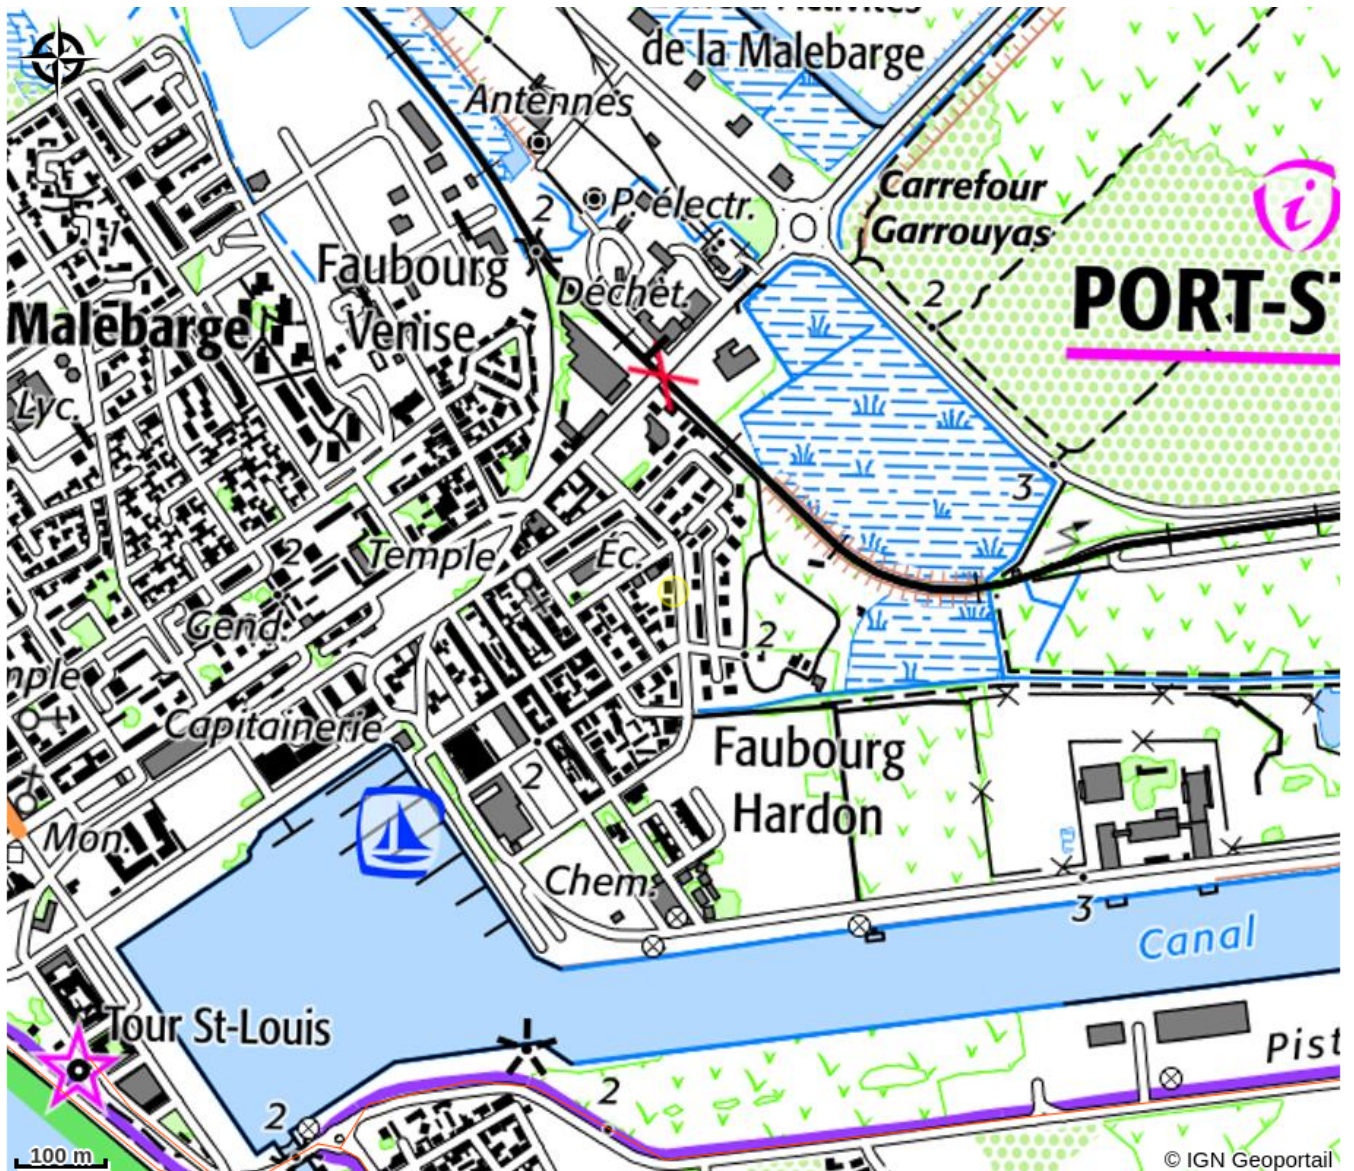 de la Malebarge
Antennes
Carrefour
Garrouyas
P. électr.
2
1
Faubourg
Venise
Déchet.
2
PORT-S
Malebarge
Lyc.
3
2
Temple
Éc.
Gend.
2
Capitainerie
Faubourg
Hardon
2
Mon.
Chem.
3
Canal
Tour St-Louis
2
2
Pist
100 m
© IGN Geoportail